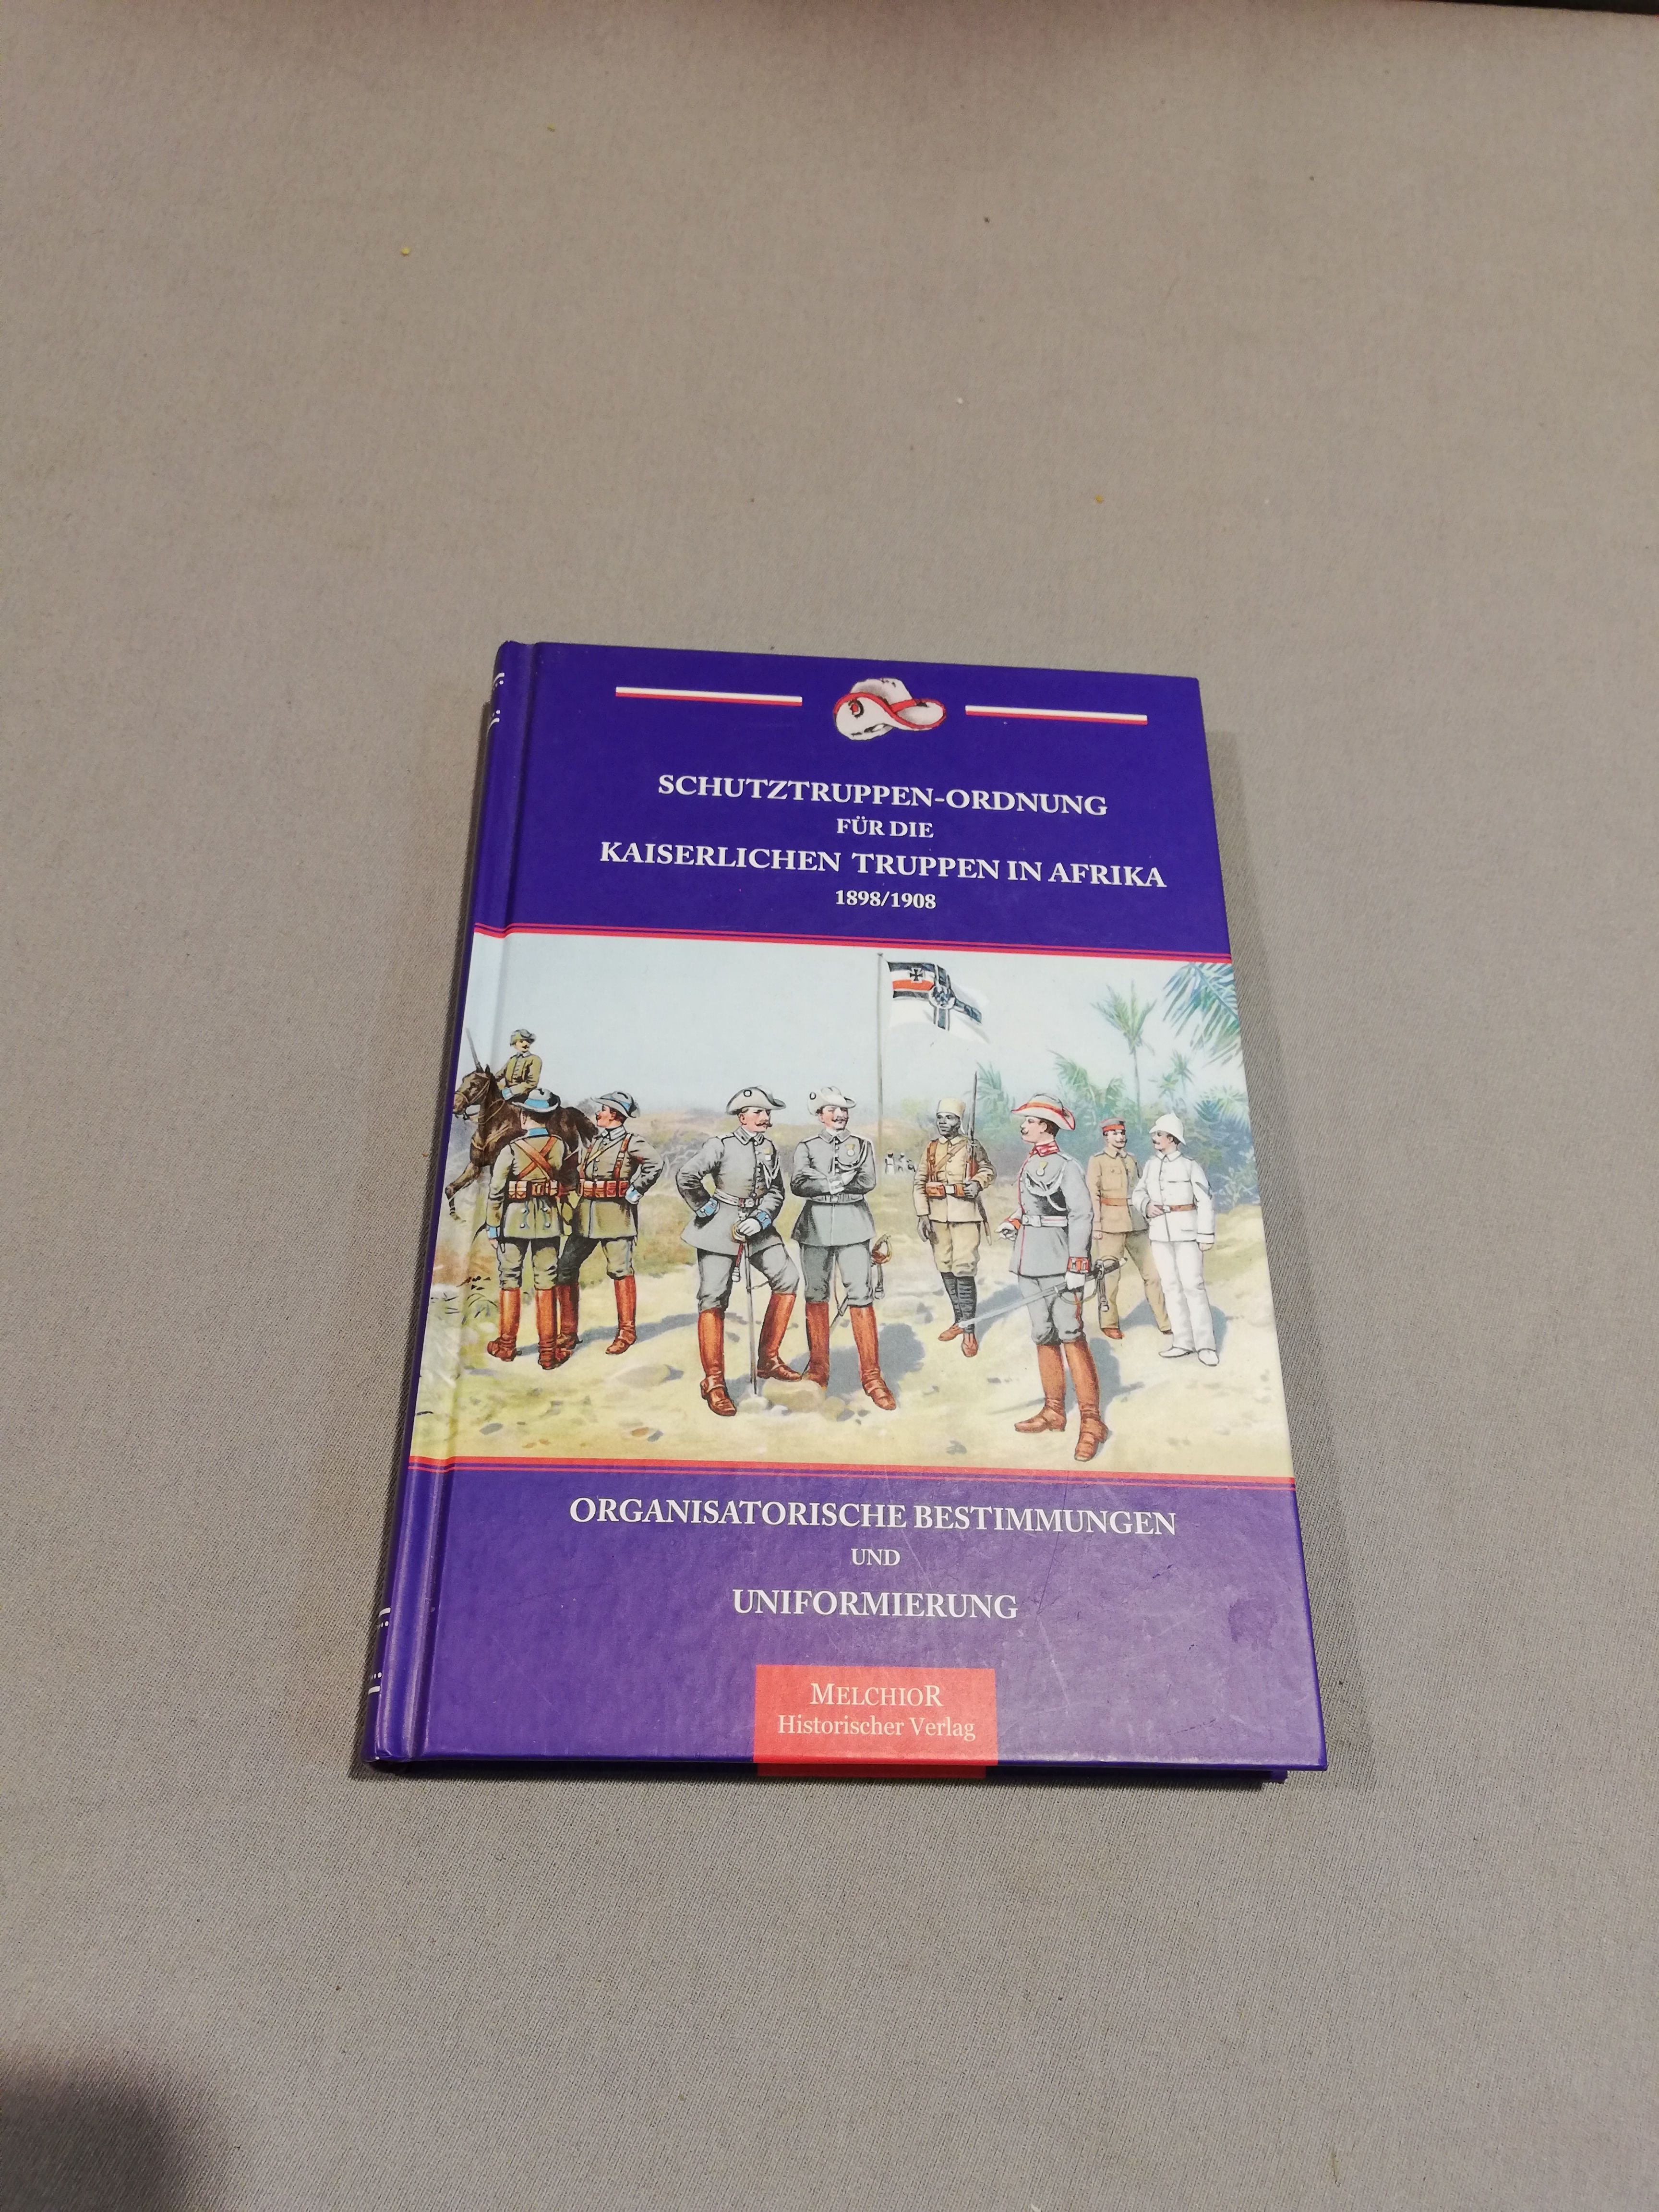 SCHUTZTRUPPEN-ORDNUNG
FÜR DIE
KAISERLICHEN TRUPPEN IN AFRIKA
1898/1908
ORGANISATORISCHE BESTIMMUNGEN
UND
UNIFORMIERUNG
MELCHIOR
Historischer Verlag